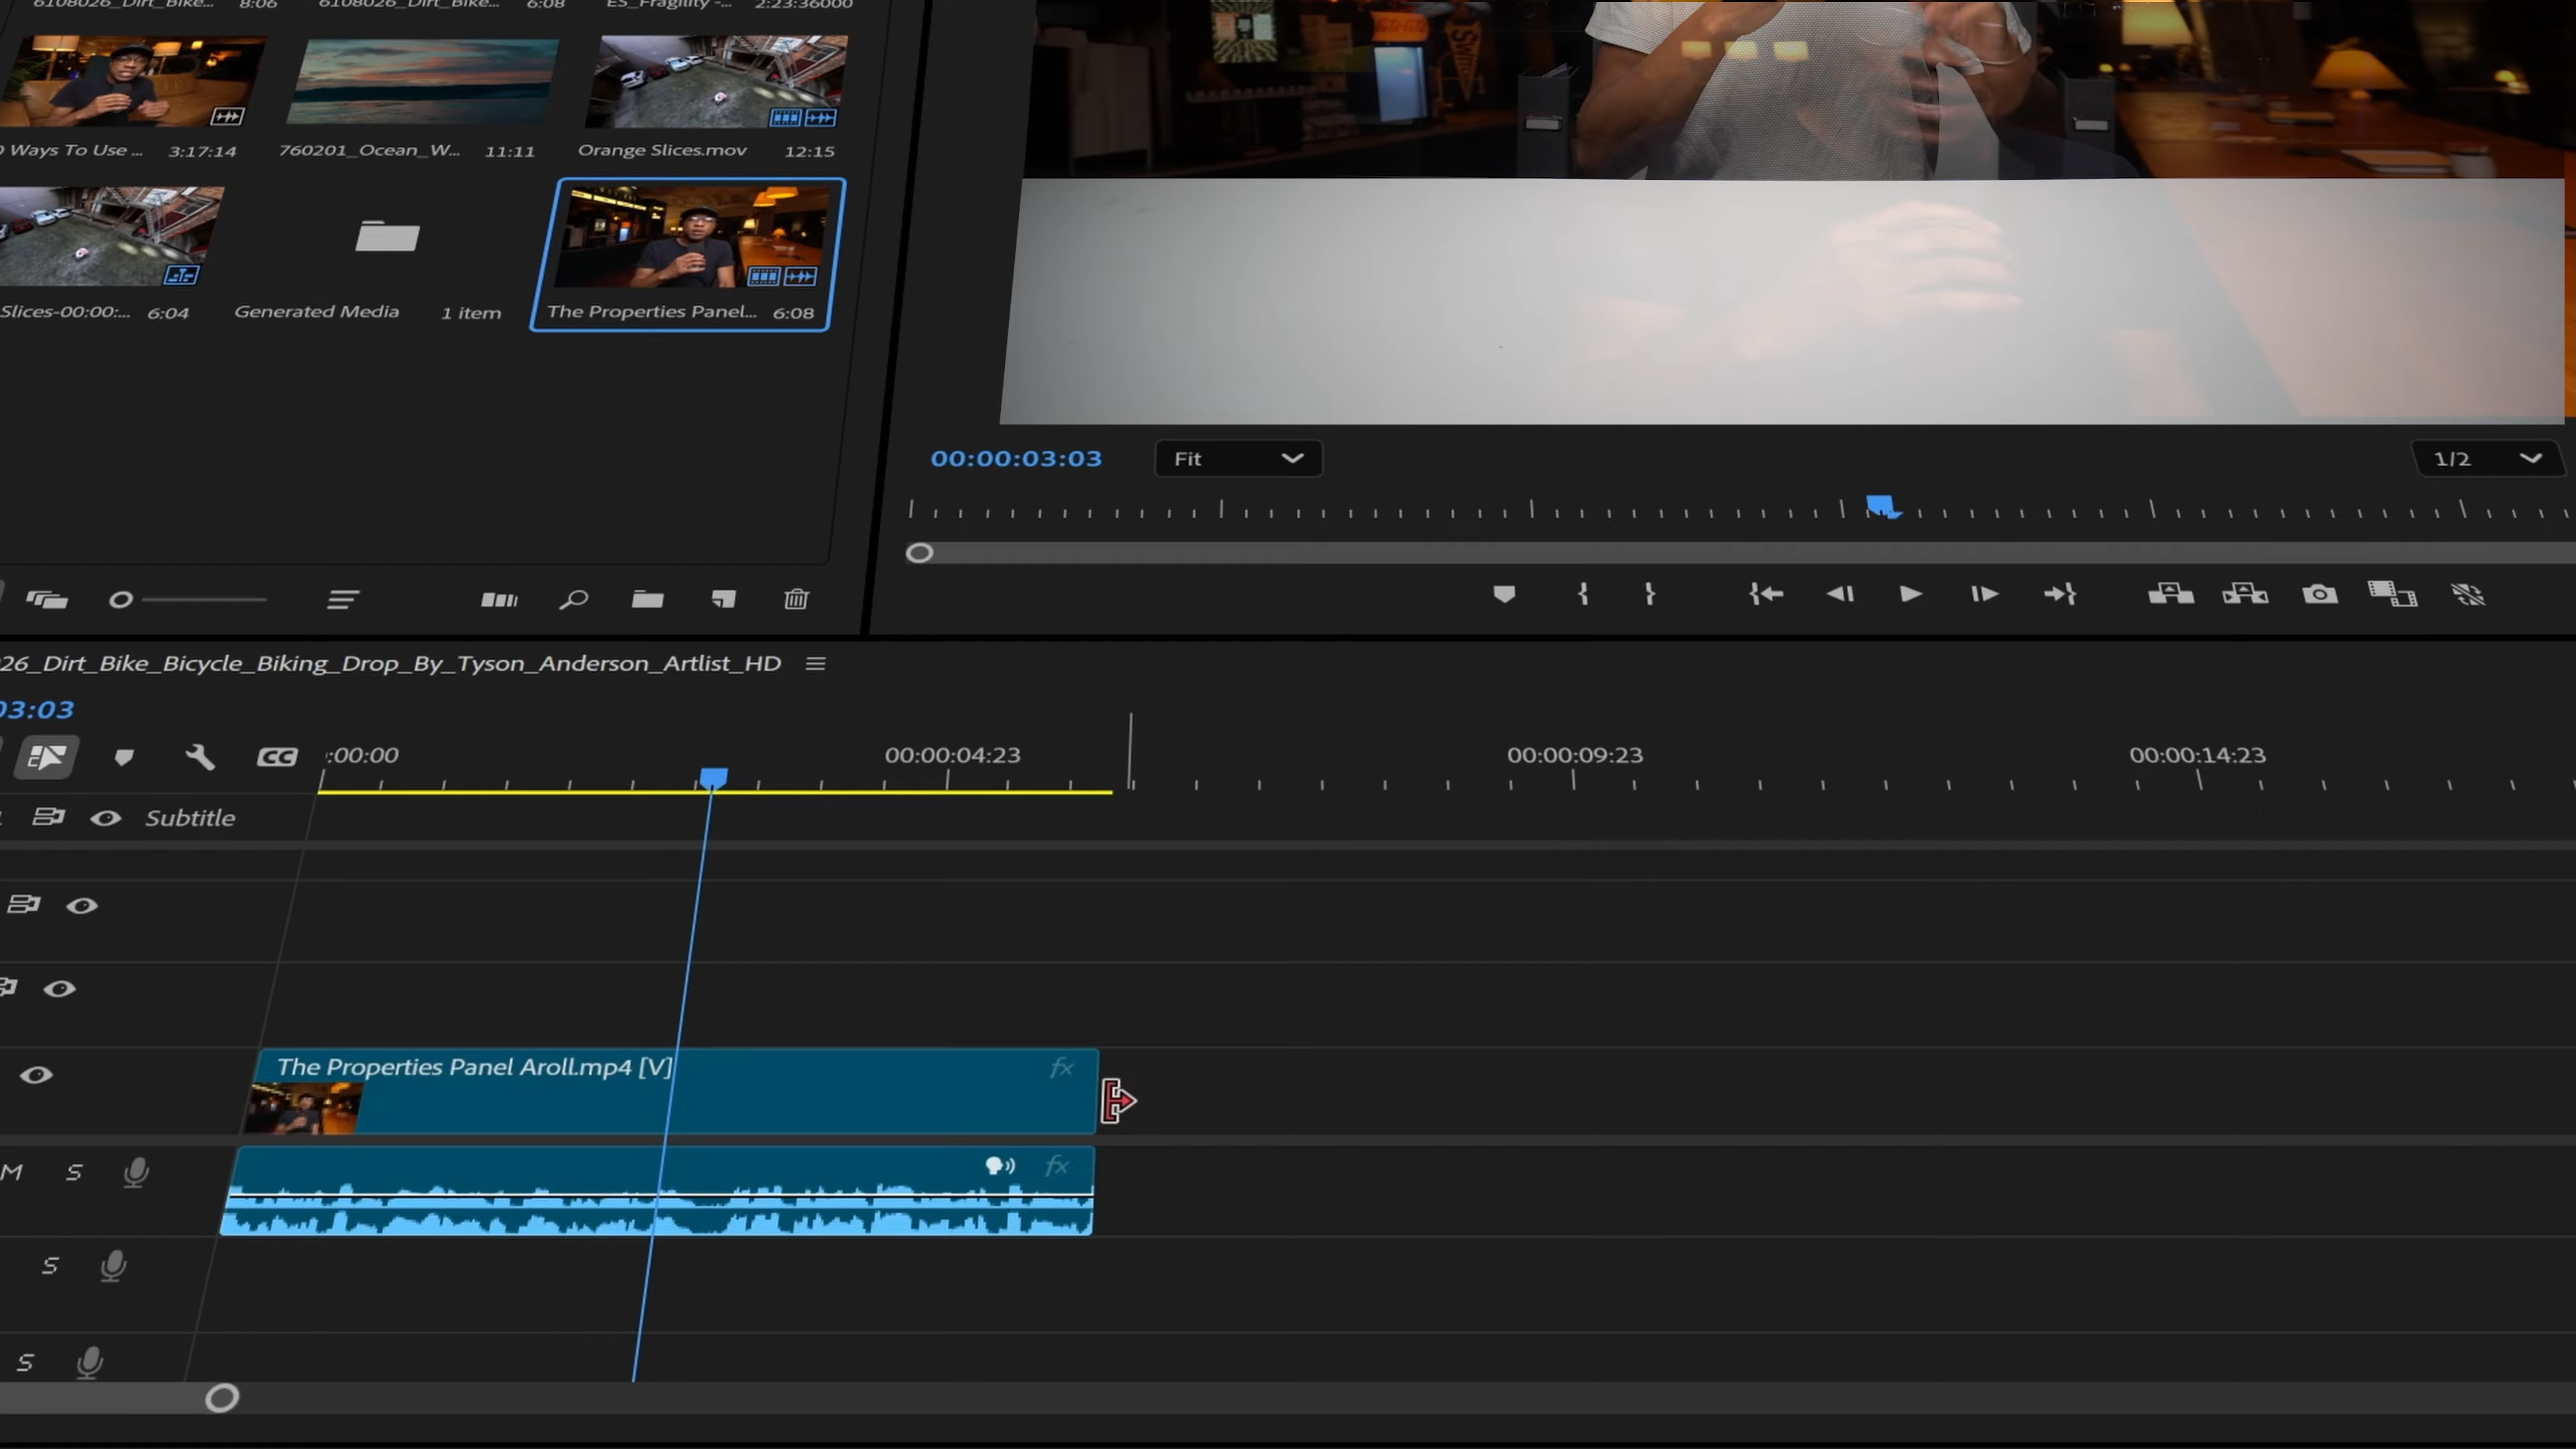 6108026_Dirt_Bike... 8:06
6108026_Dirt_Bike... 6:08
ES_Fragility -... 2:23:36000
Ways To Use ... 3:17:14
760201_Ocean_W... 11:11
Orange Slices.mov 12:15
Slices-00:00:... 6:04
Generated Media 1 item
The Properties Panel... 6:08
00:00:03:03 Fit 1/2
26_Dirt_Bike_Bicycle_Biking_Drop_By_Tyson_Anderson_Artlist_HD
03:03
CC :00:00 00:00:04:23 00:00:09:23 00:00:14:23
Subtitle
The Properties Panel Aroll.mp4 [V] fx
M S fx
S
S